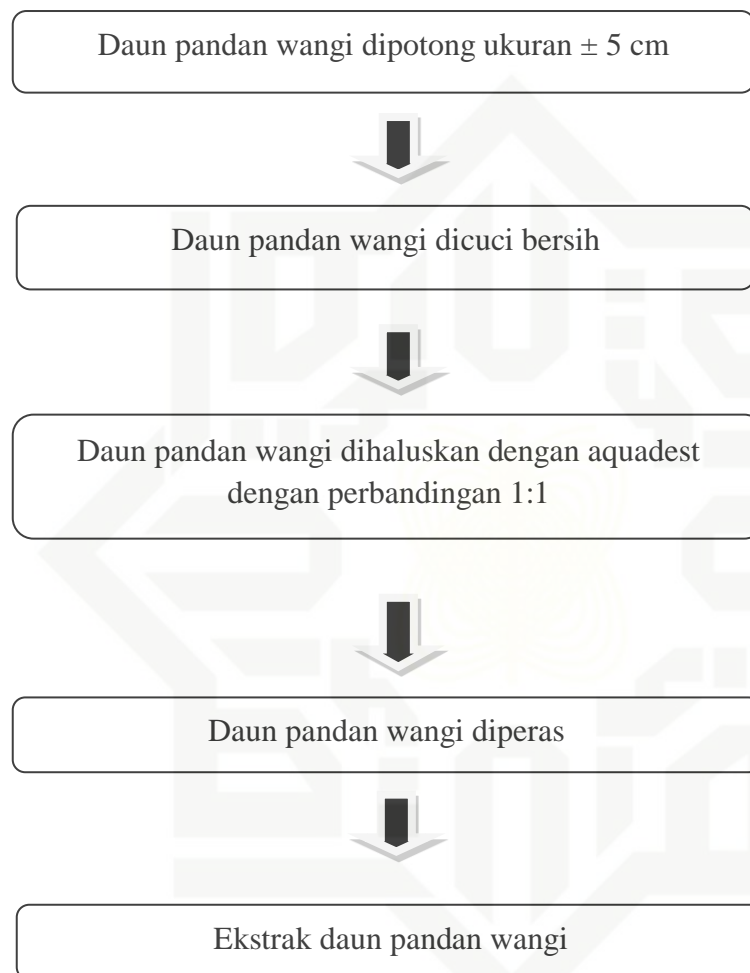 Daun pandan wangi dipotong ukuran ± 5 cm
Daun pandan wangi dicuci bersih
Daun pandan wangi dihaluskan dengan aquadest
dengan perbandingan 1:1
Daun pandan wangi diperas
Ekstrak daun pandan wangi